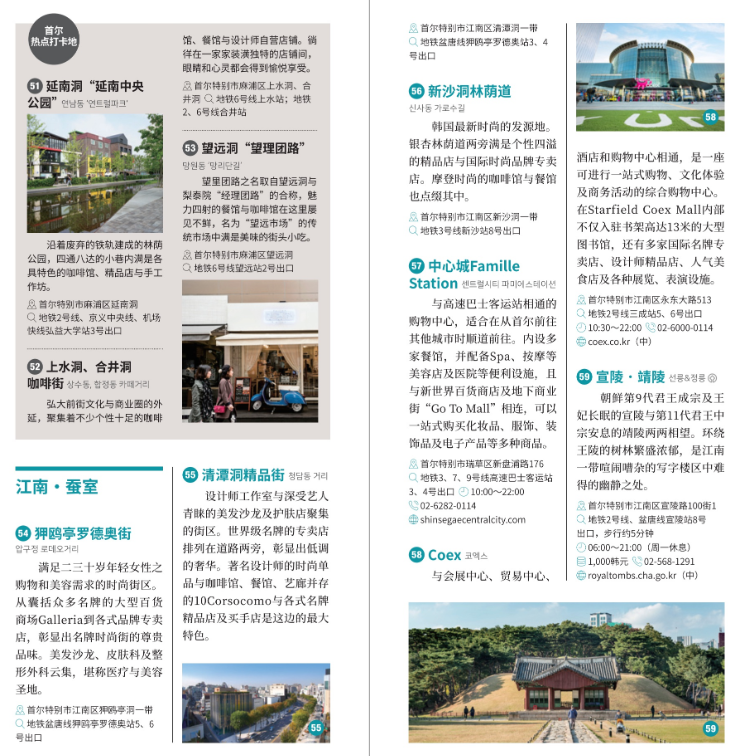 首尔
热点打卡地
51 延南洞“延南中央
公园” 연남동 '연트럴파크'
沿着废弃的铁轨建成的林荫
公园，四通八达的小巷内满是各
具特色的咖啡馆、精品店与手工
作坊。
首尔特别市麻浦区延南洞
地铁2号线、京义中央线、机场
快线弘益大学站3号出口
52 上水洞、合井洞
咖啡街 상수동, 합정동 카페거리
弘大前街文化与商业圈的外
延，聚集着不少个性十足的咖啡
馆、餐馆与设计师自营店铺。徜
徉在一家家装潢独特的店铺间，
眼睛和心灵都会得到愉悦享受。
首尔特别市麻浦区上水洞、合
井洞 地铁6号线上水站；地铁
2、6号线合井站
53 望远洞“望理团路”
망원동 '망리단길'
望里团路之名取自望远洞与
梨泰院“经理团路”的合称，魅
力四射的餐馆与咖啡馆在这里屡
见不鲜，名为“望远市场”的传
统市场中满是美味的街头小吃。
首尔特别市麻浦区望远洞
地铁6号线望远站2号出口
江南・蚕室
54 狎鸥亭罗德奥街
압구정 로데오거리
满足二三十岁年轻女性之
购物和美容需求的时尚街区。
从囊括众多名牌的大型百货
商场Galleria到各式品牌专卖
店，彰显出名牌时尚街的尊贵
品味。美发沙龙、皮肤科及整
形外科云集，堪称医疗与美容
圣地。
首尔特别市江南区狎鸥亭洞一带
地铁盆唐线狎鸥亭罗德奥站5、6
号出口
55 清潭洞精品街 청담동 거리
设计师工作室与深受艺人
青睐的美发沙龙及护肤店聚集
的街区。世界级名牌的专卖店
排列在道路两旁，彰显出低调
的奢华。著名设计师的时尚单
品与咖啡馆、餐馆、艺廊并存
的10Corsocomo与各式名牌
精品店及买手店是这边的最大
特色。
55
首尔特别市江南区清潭洞一带
地铁盆唐线狎鸥亭罗德奥站3、4
号出口
56 新沙洞林荫道
신사동 가로수길
韩国最新时尚的发源地。
银杏林荫道两旁满是个性四溢
的精品店与国际时尚品牌专卖
店。摩登时尚的咖啡馆与餐馆
也点缀其中。
首尔特别市江南区新沙洞一带
地铁3号线新沙站8号出口
57 中心城Famille
Station 센트럴시티 파미에스테이션
与高速巴士客运站相通的
购物中心，适合在从首尔前往
其他城市时顺道前往。内设多
家餐馆，并配备Spa、按摩等
美容店及医院等便利设施，且
与新世界百货商店及地下商业
街“Go To Mall”相连，可以
一站式购买化妆品、服饰、装
饰品及电子产品等多种商品。
首尔特别市瑞草区新盘浦路176
地铁3、7、9号线高速巴士客运站
3、4号出口 10:00～22:00
02-6282-0114
shinsegaecentralcity.com
58 Coex 코엑스
与会展中心、贸易中心、
58
酒店和购物中心相通，是一座
可进行一站式购物、文化体验
及商务活动的综合购物中心。
在Starfield Coex Mall内部
不仅入驻书架高达13米的大型
图书馆，还有多家国际名牌专
卖店、设计师精品店、人气美
食店及各种展览、表演设施。
首尔特别市江南区永东大路513
地铁2号线三成站5、6号出口
10:30～22:00 02-6000-0114
coex.co.kr（中）
59 宣陵・靖陵 선릉&정릉
朝鲜第9代君王成宗及王
妃长眠的宣陵与第11代君王中
宗安息的靖陵两两相望。环绕
王陵的树林繁盛浓郁，是江南
一带喧闹嘈杂的写字楼区中难
得的幽静之处。
首尔特别市江南区宣陵路100街1
地铁2号线、盆唐线宣陵站8号
出口，步行约5分钟
06:00～21:00（周一休息）
1,000韩元 02-568-1291
royaltombs.cha.go.kr（中）
59